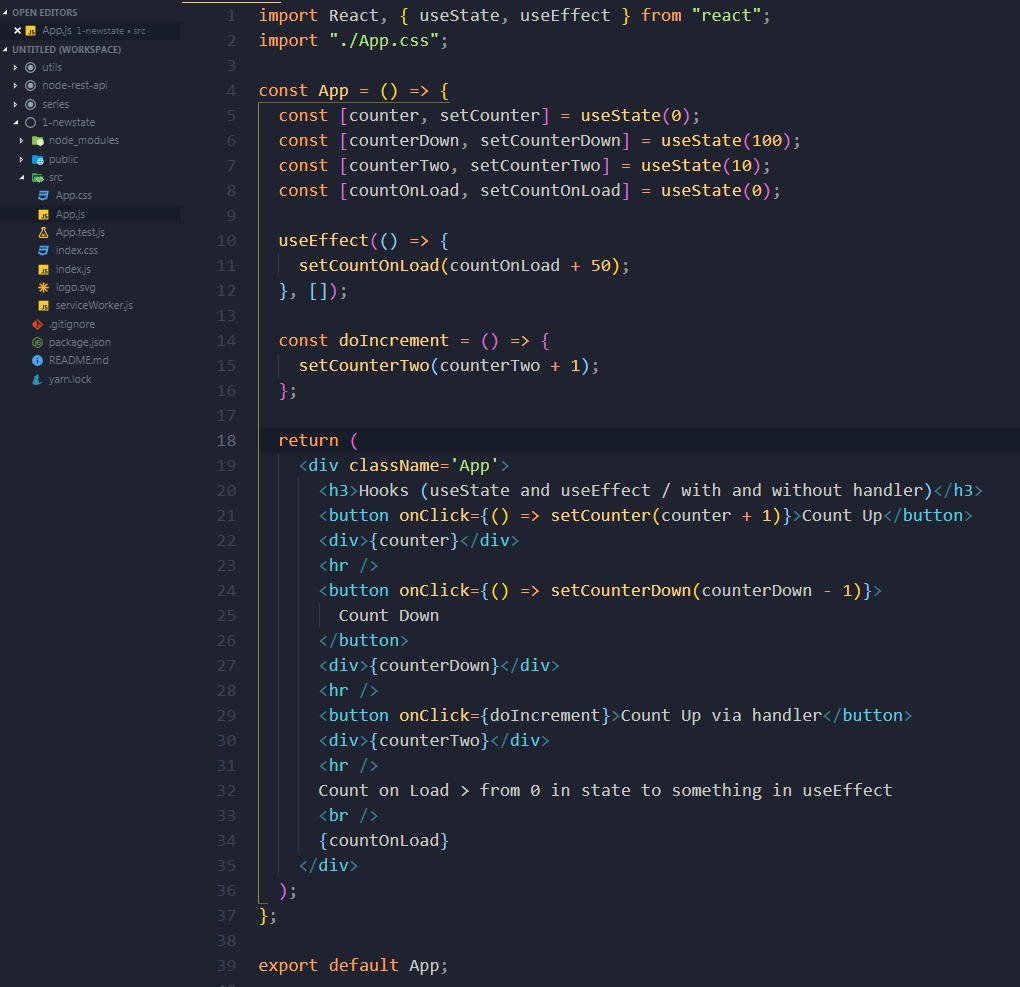 OPEN EDITORS
App.js 1-newstate • src
UNTITLED (WORKSPACE)
utils
node-rest-api
series
1-newstate
node_modules
public
src
App.css
App.js
App.test.js
index.css
index.js
logo.svg
serviceWorker.js
.gitignore
package.json
README.md
yarn.lock
1 import React, { useState, useEffect } from "react";
2 import "./App.css";
3
4 const App = () => {
5 const [counter, setCounter] = useState(0);
6 const [counterDown, setCounterDown] = useState(100);
7 const [counterTwo, setCounterTwo] = useState(10);
8 const [countOnLoad, setCountOnLoad] = useState(0);
9
10 useEffect(() => {
11 setCountOnLoad(countOnLoad + 50);
12 }, []);
13
14 const doIncrement = () => {
15 setCounterTwo(counterTwo + 1);
16 };
17
18 return (
19 <div className='App'>
20 <h3>Hooks (useState and useEffect / with and without handler)</h3>
21 <button onClick={() => setCounter(counter + 1)}>Count Up</button>
22 <div>{counter}</div>
23 <hr />
24 <button onClick={() => setCounterDown(counterDown - 1)}>
25 Count Down
26 </button>
27 <div>{counterDown}</div>
28 <hr />
29 <button onClick={doIncrement}>Count Up via handler</button>
30 <div>{counterTwo}</div>
31 <hr />
32 Count on Load > from 0 in state to something in useEffect
33 <br />
34 {countOnLoad}
35 </div>
36 );
37 };
38
39 export default App;